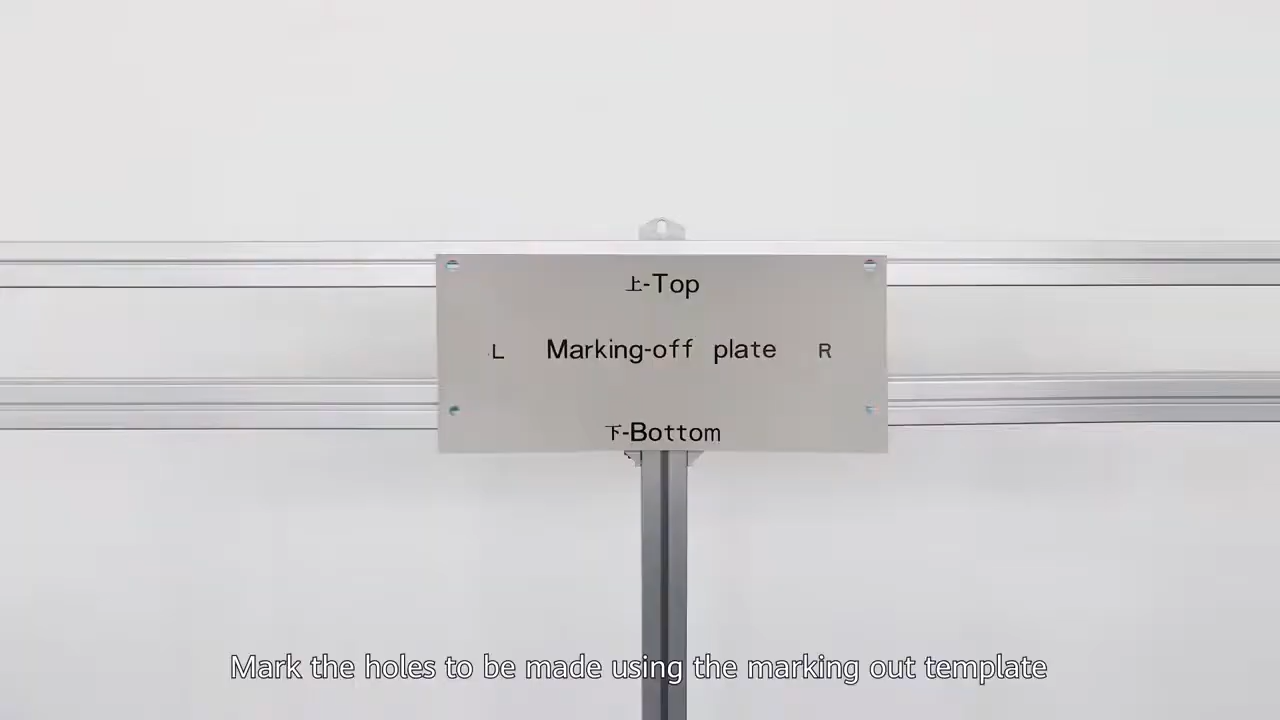 上-Top
L Marking-off plate R
下-Bottom
Mark the holes to be made using the marking out template